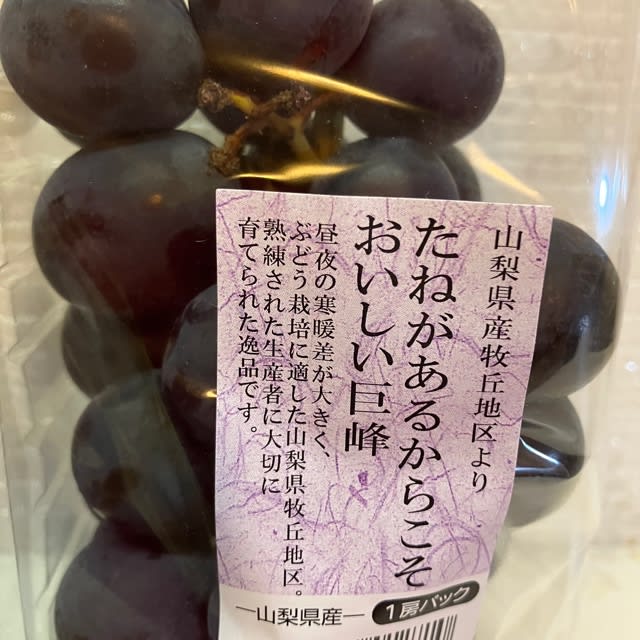 山梨県産牧丘地区より
たねがあるからこそ
おいしい巨峰
昼夜の寒暖差が大きく、
ぶどう栽培に適した山梨県牧丘地区。
熟練された生産者に大切に
育てられた逸品です。
―山梨県産―
1房パック